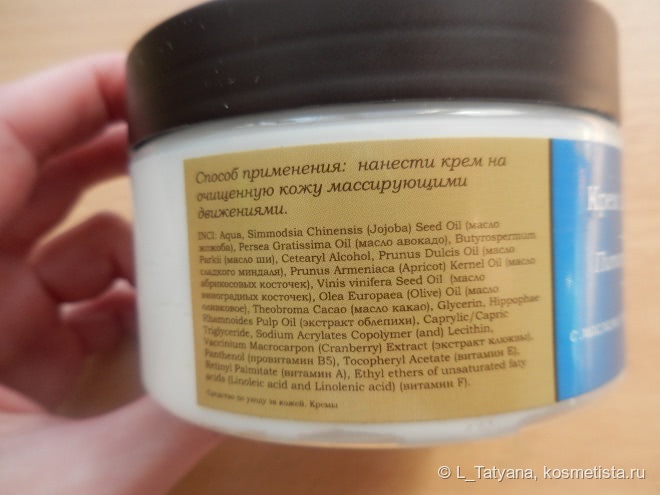 Способ применения: нанести крем на
очищенную кожу массирующими
движениями.
INCI: Aqua, Simmodsia Chinensis (Jojoba) Seed Oil (масло
жожоба), Persea Gratissima Oil (масло авокадо), Butyrospermum
Parkii (масло ши), Cetearyl Alcohol, Prunus Dulcis Oil (масло
сладкого миндаля), Prunus Armeniaca (Apricot) Kernel Oil (масло
абрикосовых косточек), Vinis vinifera Seed Oil (масло
виноградных косточек), Olea Europaea (Olive) Oil (масло
оливковое), Theobroma Cacao (масло какао), Glycerin, Hippophae
Rhamnoides Pulp Oil (экстракт облепихи), Caprylic/Capric
Triglyceride, Sodium Acrylates Copolymer (and) Lecithin,
Vaccinium Macrocarpon (Cranberry) Extract (экстракт клюквы),
Panthenol (провитамин B5), Tocopheryl Acetate (витамин E),
Retinyl Palmitate (витамин A), Ethyl ethers of unsaturated faty
acids (Linoleic and Linolenic acid) (витамин F).
Средство по уходу за кожей. Кремы
© L_Tatyana, kosmetista.ru